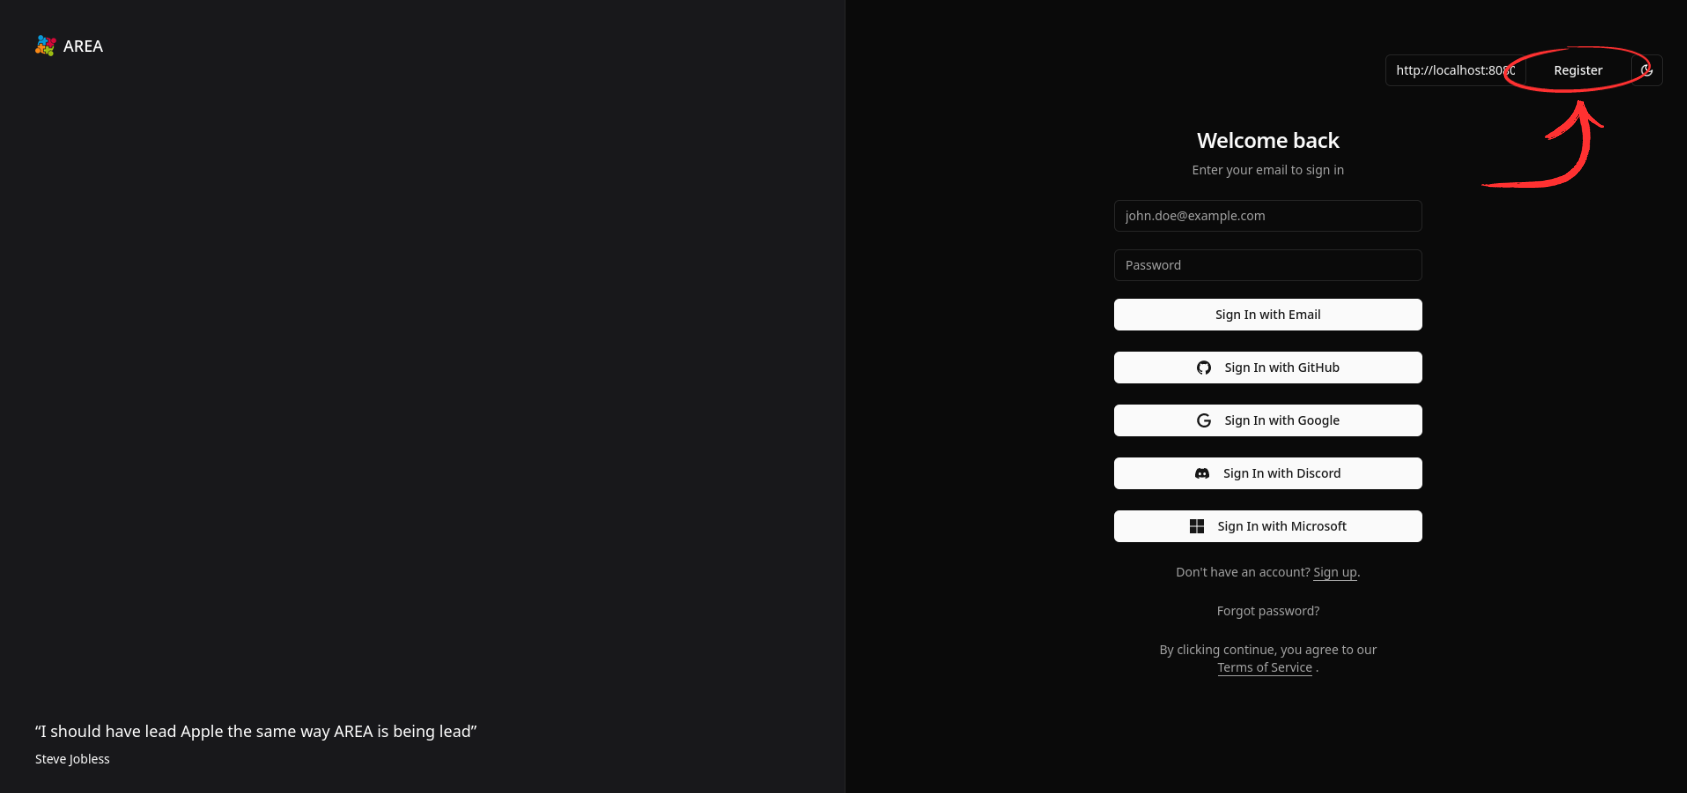 AREA
http://localhost:8080
Register
Welcome back
Enter your email to sign in
john.doe@example.com
Password
Sign In with Email
Sign In with GitHub
Sign In with Google
Sign In with Discord
Sign In with Microsoft
Don't have an account? Sign up.
Forgot password?
By clicking continue, you agree to our
Terms of Service .
“I should have lead Apple the same way AREA is being lead”
Steve Jobless